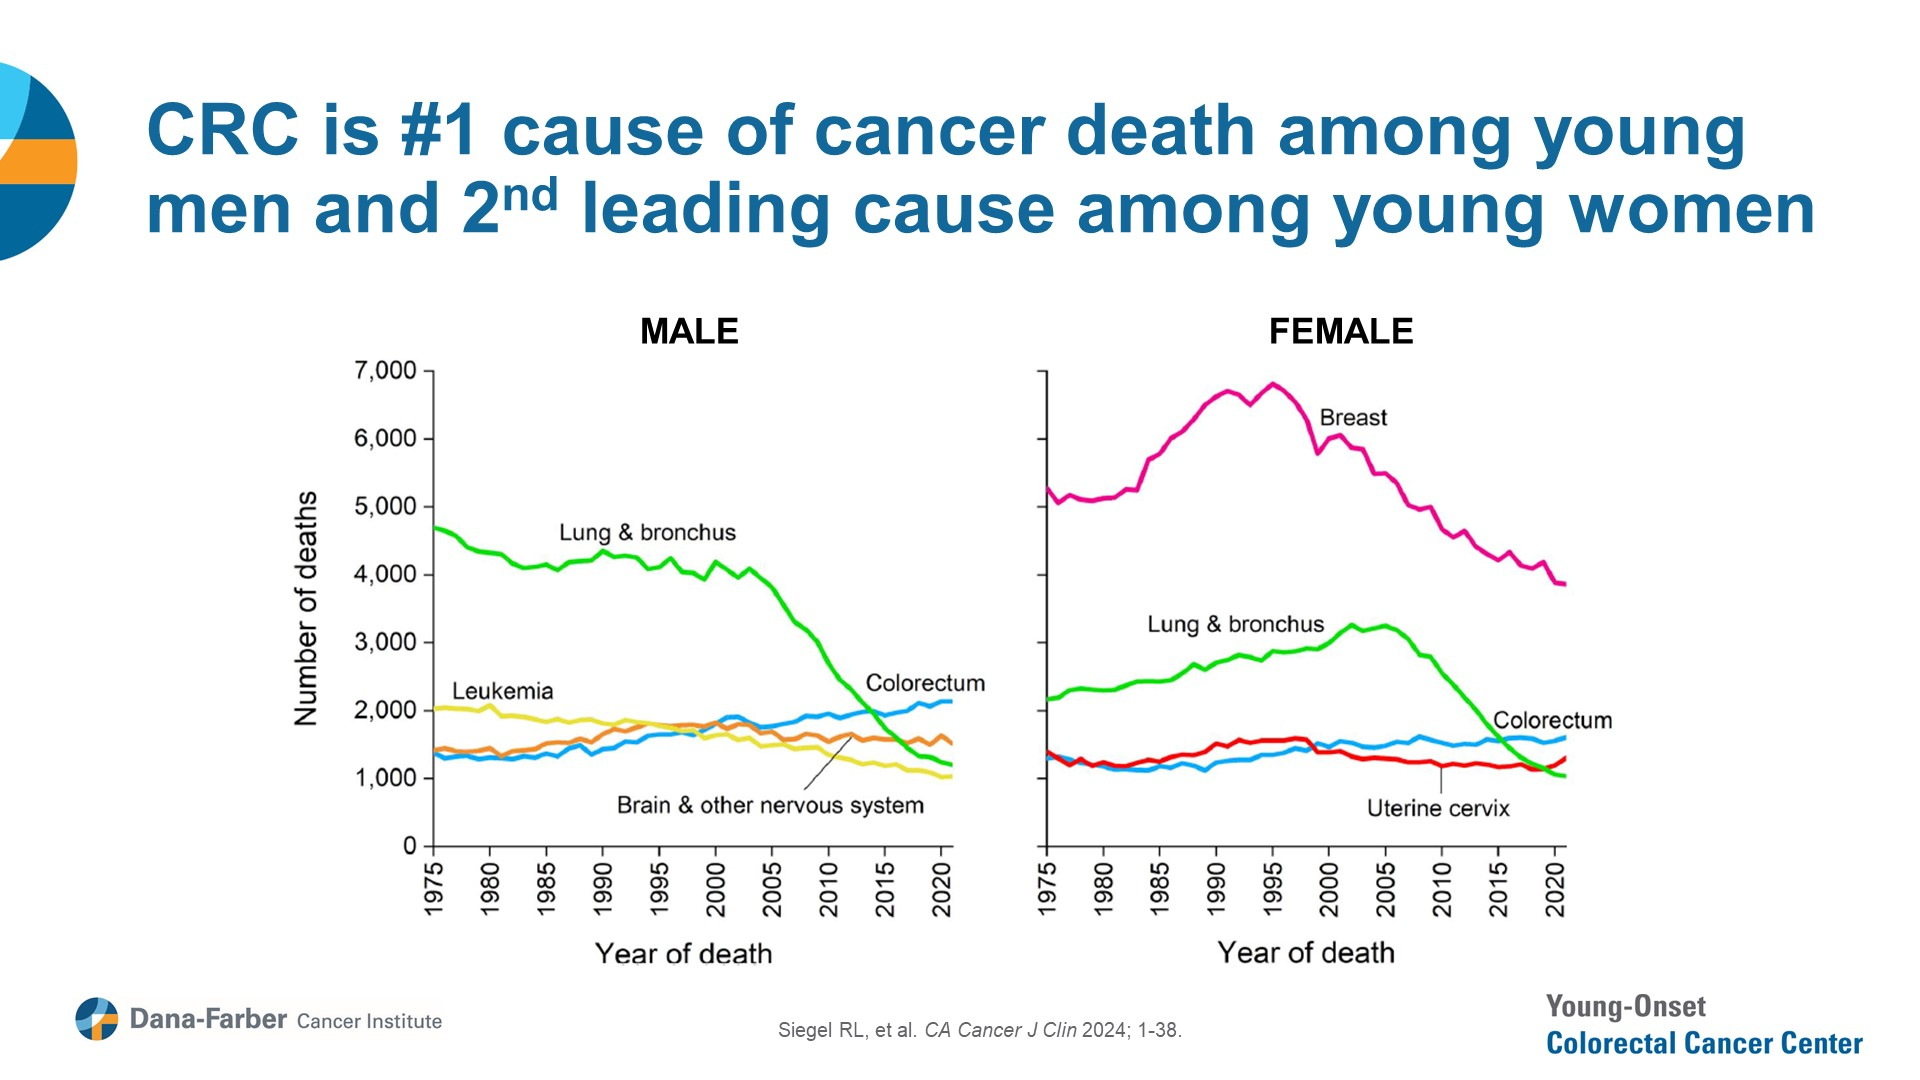 CRC is #1 cause of cancer death among young
men and 2nd leading cause among young women
MALE
FEMALE
Number of deaths
7,000
6,000
5,000
4,000
3,000
2,000
1,000
0
Lung & bronchus
Leukemia
Colorectum
Brain & other nervous system
1975 1980 1985 1990 1995 2000 2005 2010 2015 2020
Year of death
Breast
Lung & bronchus
Colorectum
Uterine cervix
1975 1980 1985 1990 1995 2000 2005 2010 2015 2020
Year of death
Dana-Farber Cancer Institute
Siegel RL, et al. CA Cancer J Clin 2024; 1-38.
Young-Onset
Colorectal Cancer Center